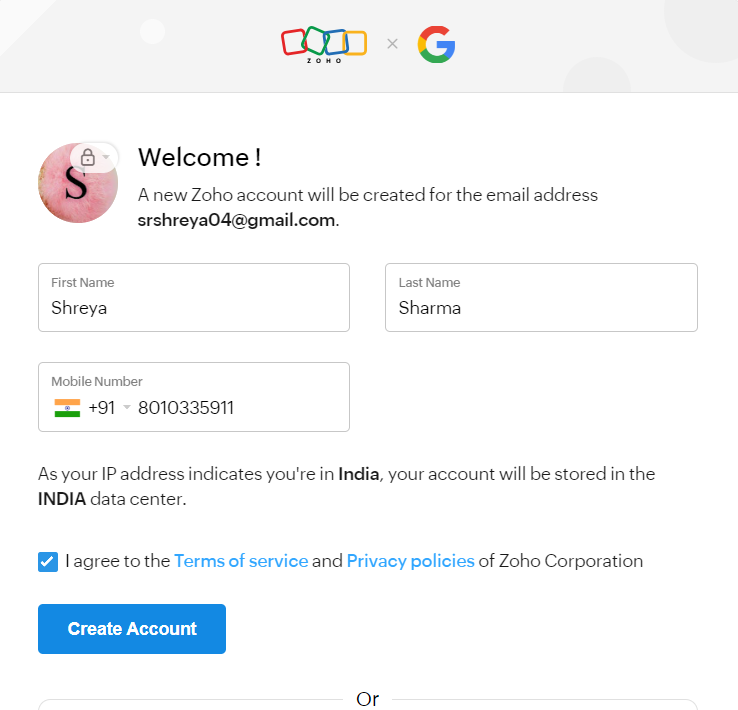 ZOHO
Welcome !
S
A new Zoho account will be created for the email address
srshreya04@gmail.com.
First Name
Last Name
Shreya
Sharma
Mobile Number
+91 8010335911
As your IP address indicates you're in India, your account will be stored in the
INDIA data center.
I agree to the Terms of service and Privacy policies of Zoho Corporation
Create Account
Or